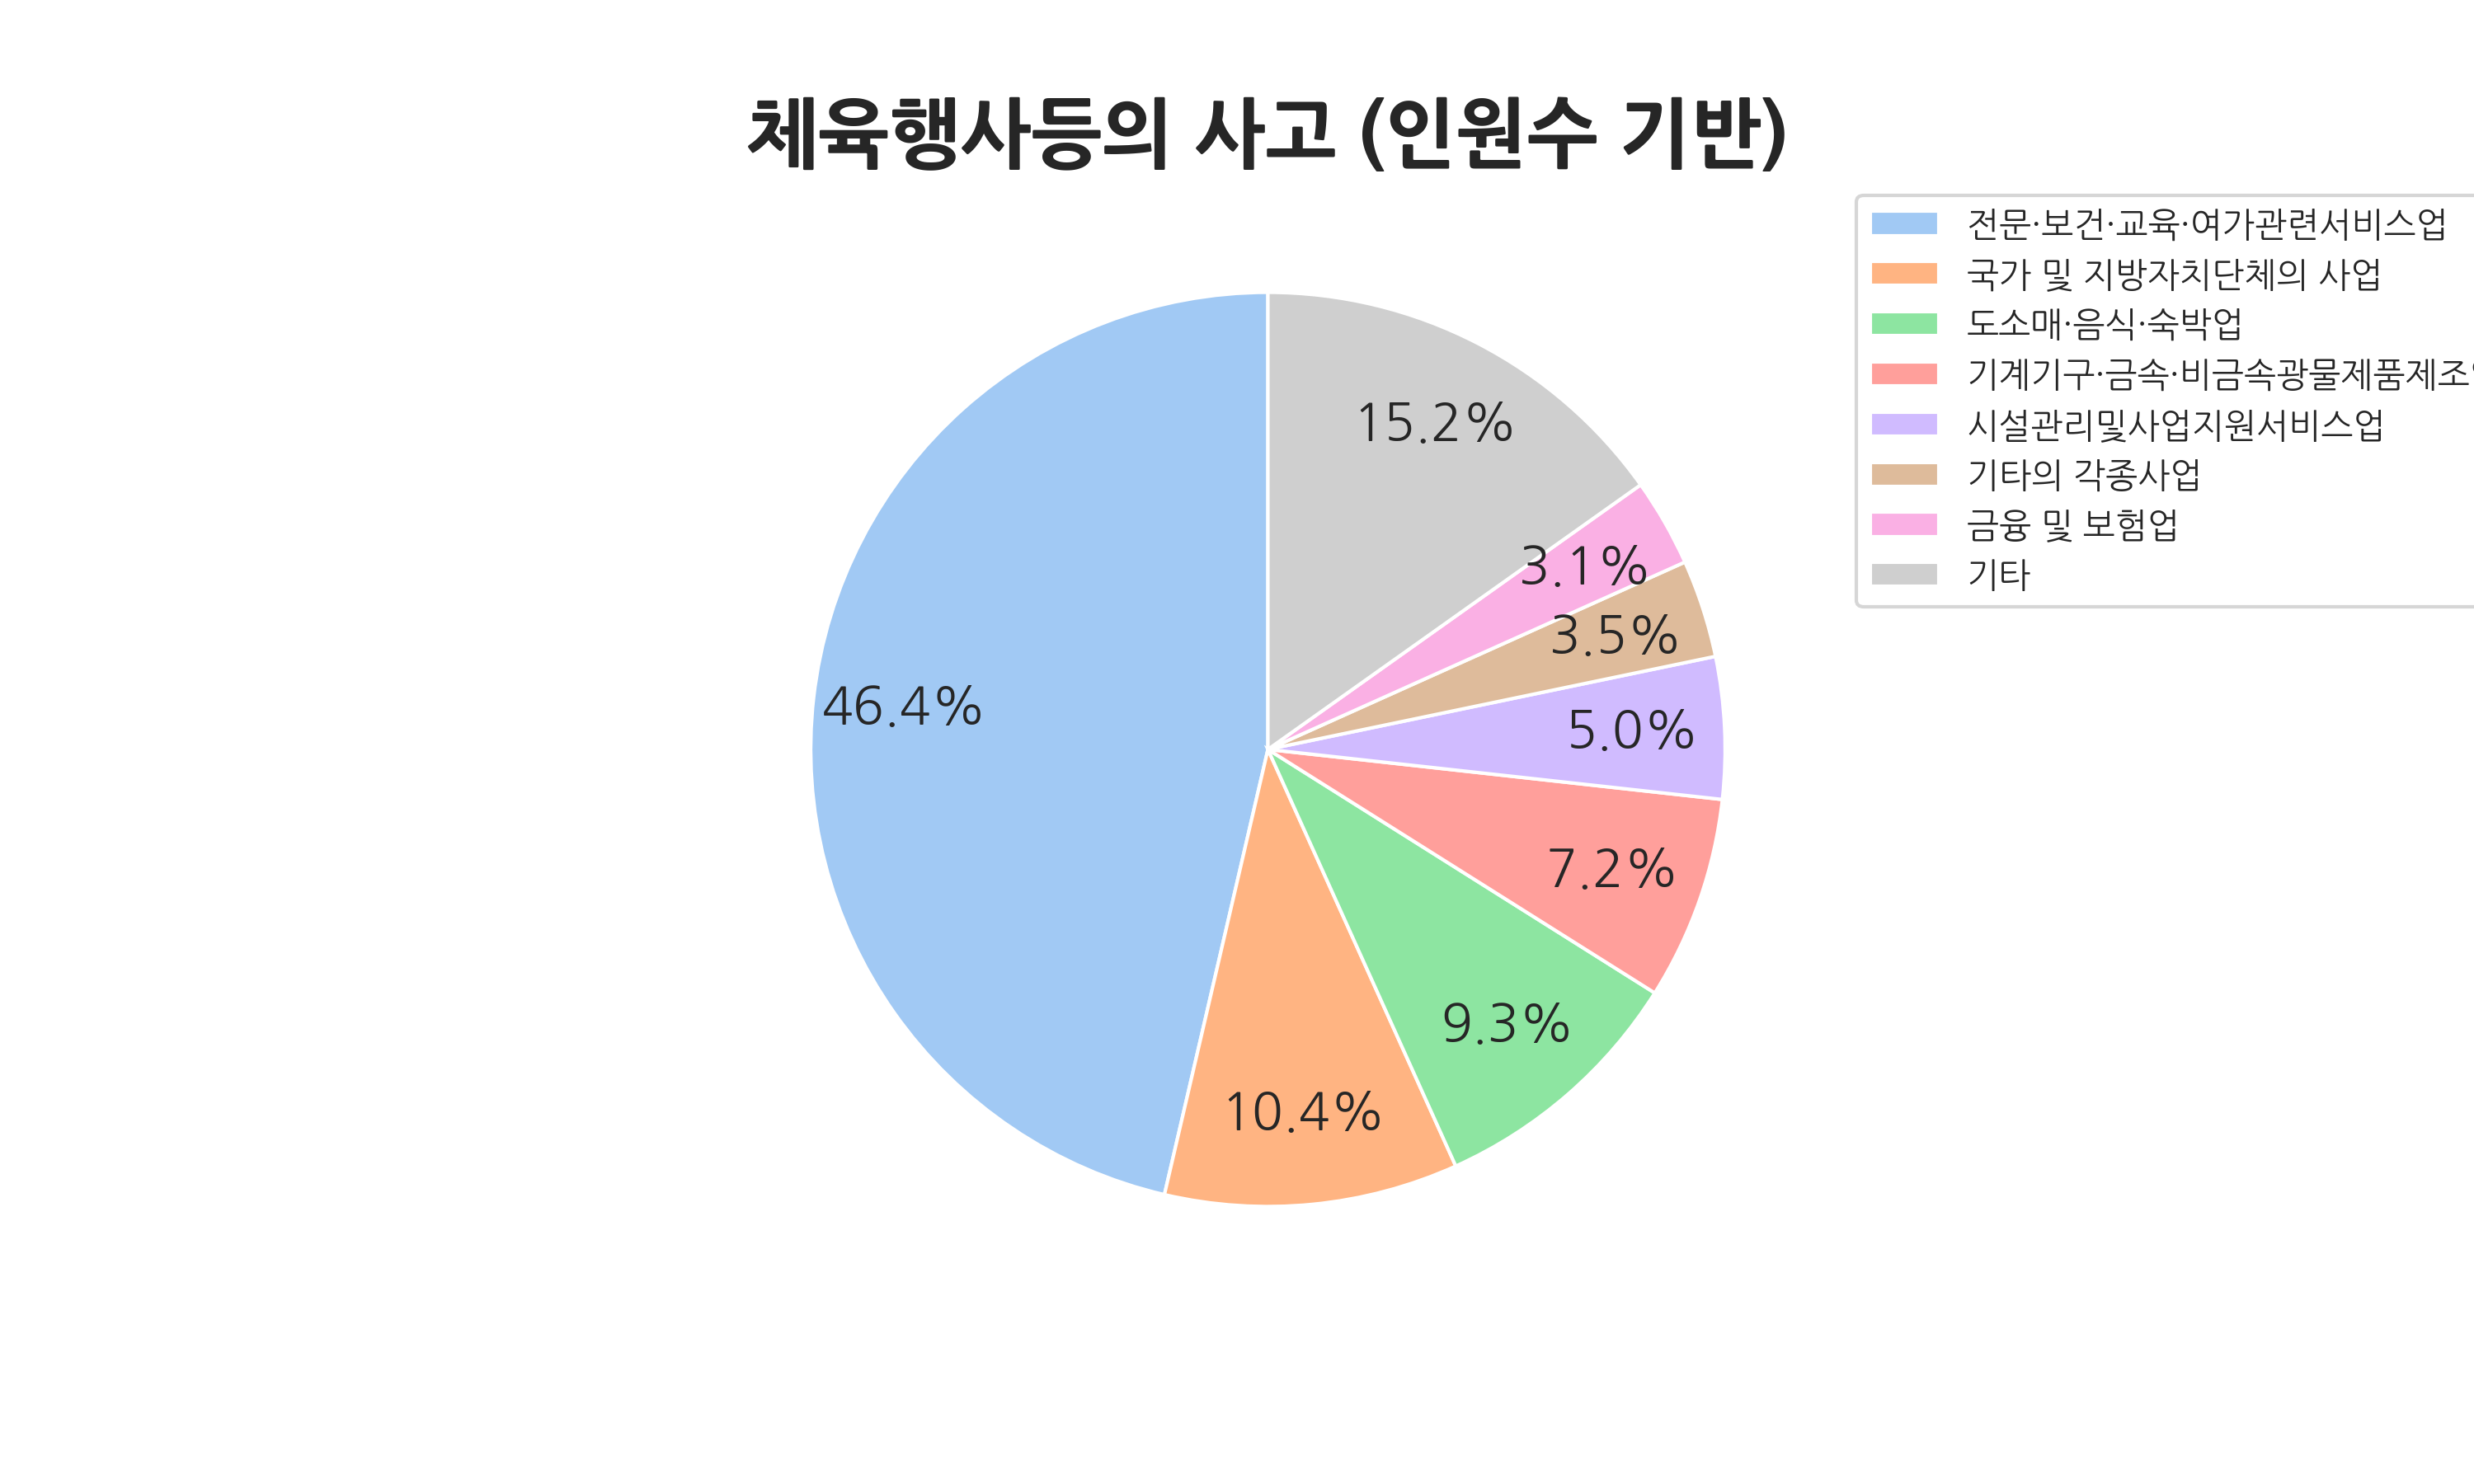 체육행사등의 사고 (인원수 기반)
전문·보건·교육·여가관련서비스업
국가 및 지방자치단체의 사업
도소매·음식·숙박업
기계기구·금속·비금속광물제품제조
시설관리및사업지원서비스업
기타의 각종사업
금융 및 보험업
기타
15.2%
3.1%
3.5%
46.4%
5.0%
7.2%
9.3%
10.4%